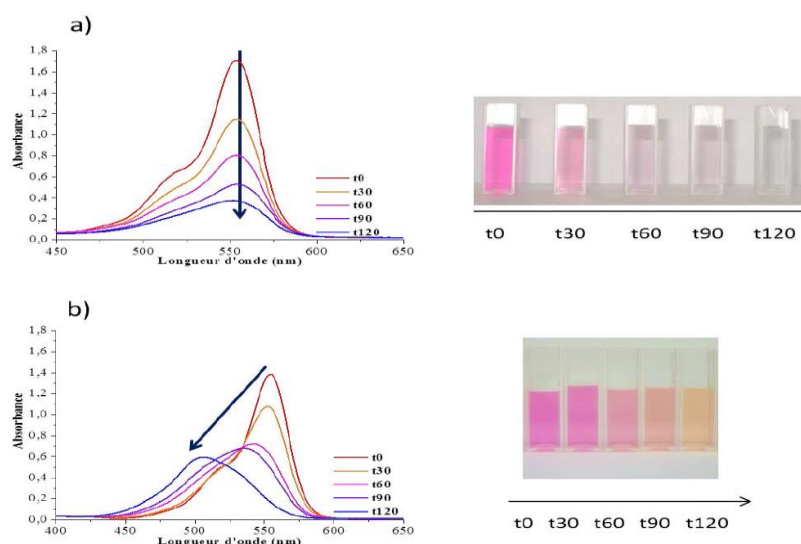 a)
1,8
1,6
1,4
1,2
1,0
0,8
0,6
0,4
0,2
0,0
Absorbance
t0
t30
t60
t90
t120
450
500
550
600
650
Longueur d'onde (nm)
t0 t30 t60 t90 t120
b)
1,8
1,6
1,4
1,2
1,0
0,8
0,6
0,4
0,2
0,0
Absorbance
t0
t30
t60
t90
t120
400
450
500
550
600
650
Longueur d'onde (nm)
t0 t30 t60 t90 t120